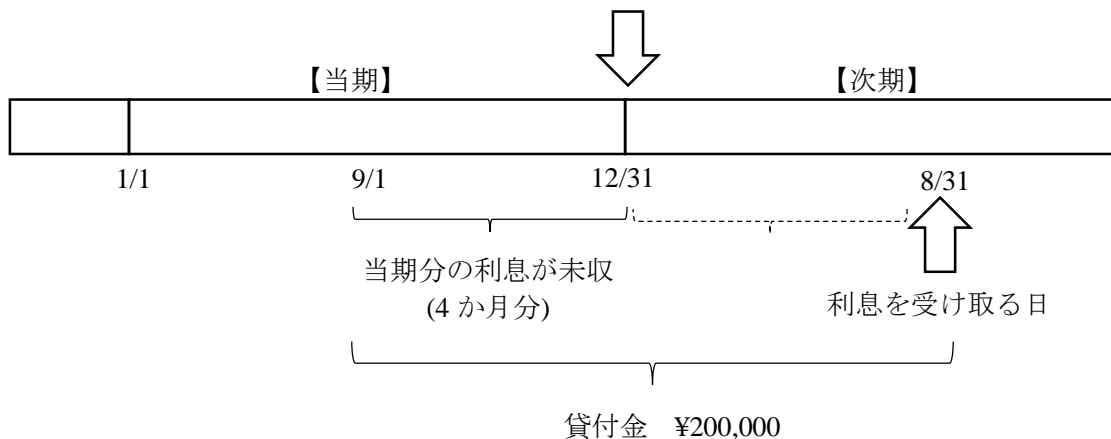 【当期】 【次期】
1/1 9/1 12/31 8/31
当期分の利息が未収
(4 か月分)
利息を受け取る日
貸付金 ¥200,000